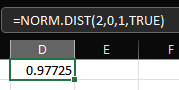 =NORM.DIST(2,0,1,TRUE)
D E F
0.97725